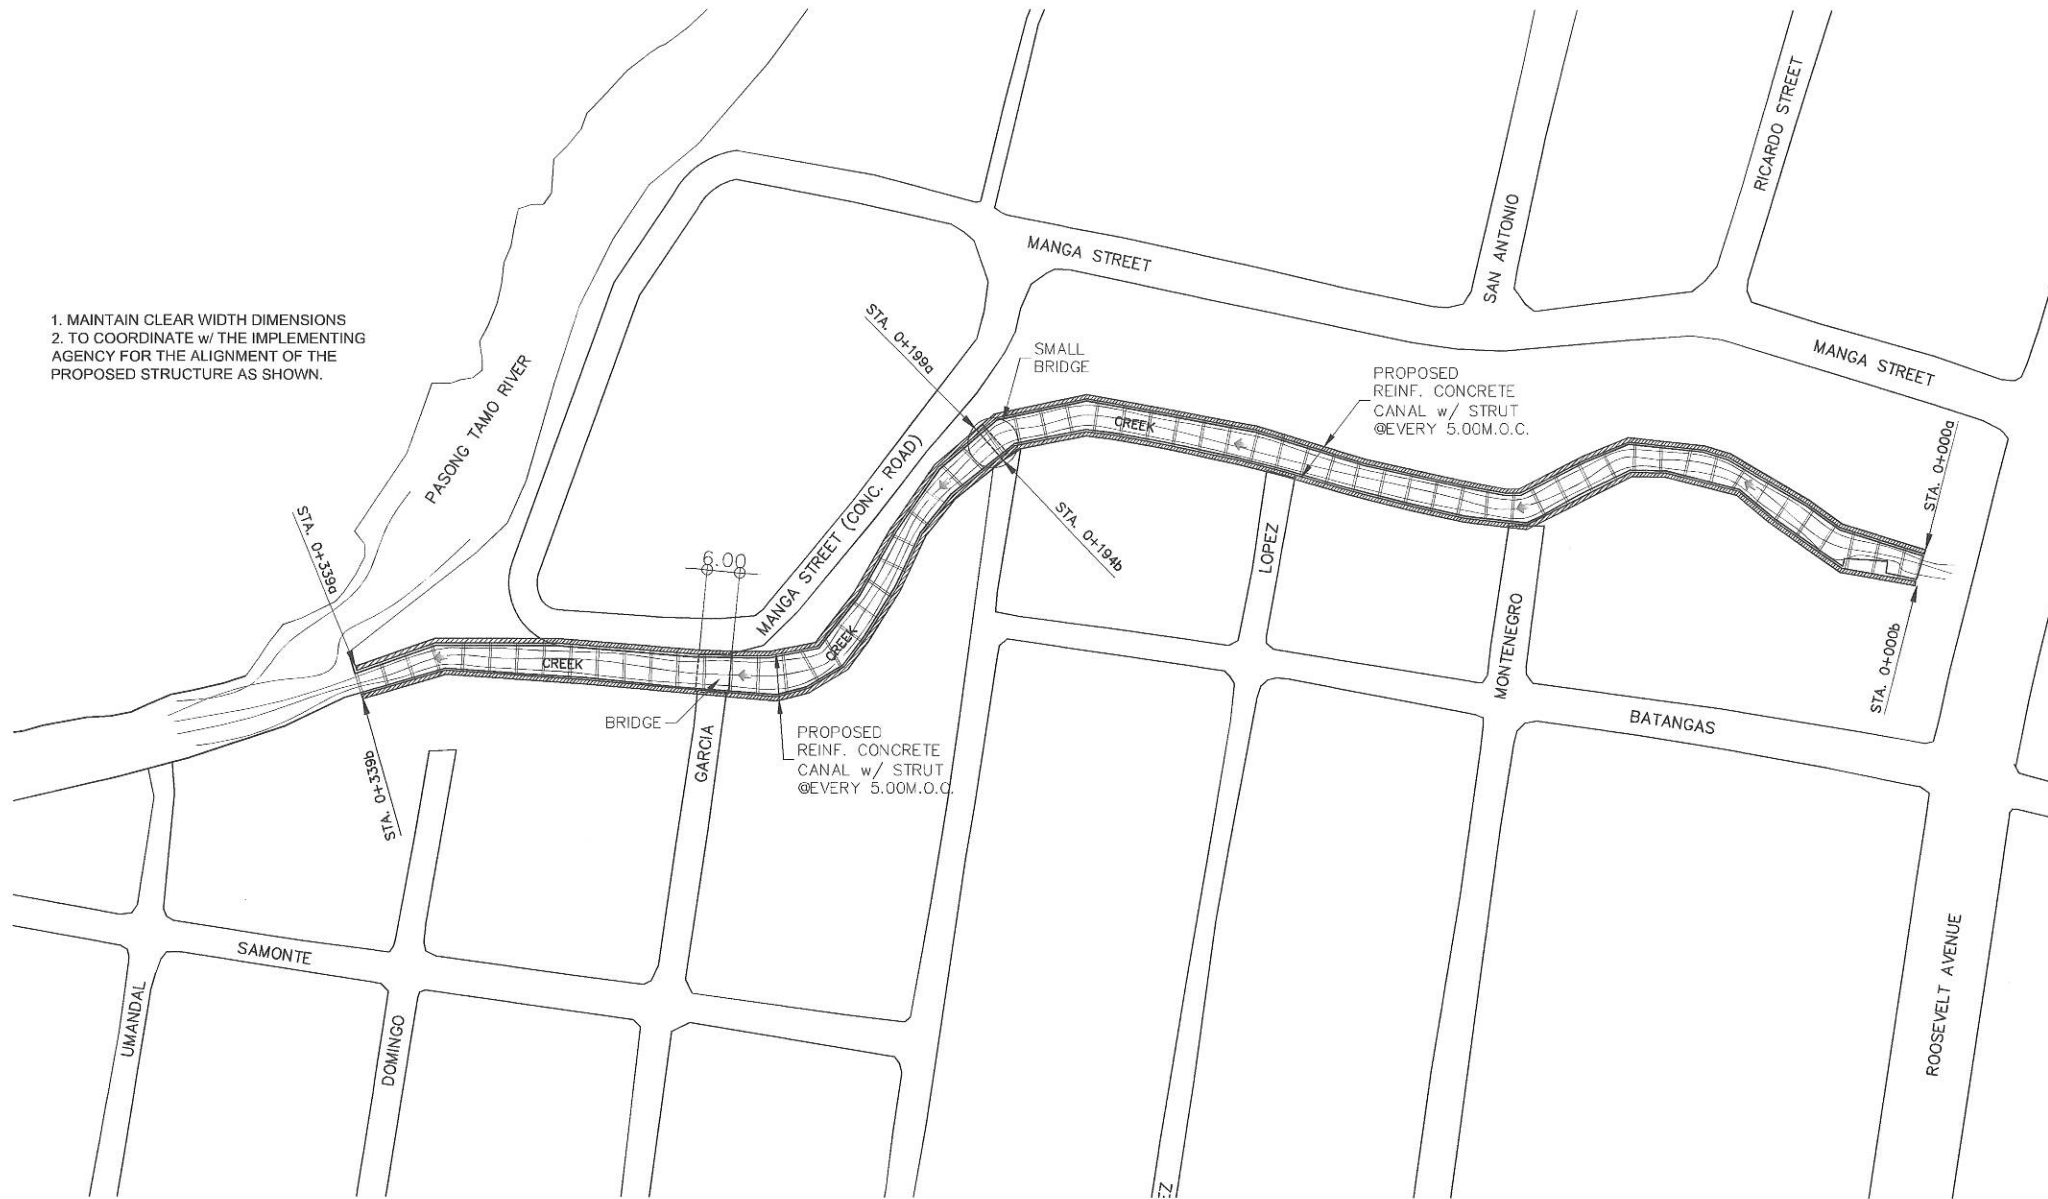 RICARDO STREET
SAN ANTONIO
MANGA STREET
1. MAINTAIN CLEAR WIDTH DIMENSIONS
2. TO COORDINATE w/ THE IMPLEMENTING
AGENCY FOR THE ALIGNMENT OF THE
PROPOSED STRUCTURE AS SHOWN.
PASONG TAMO RIVER
STA. 0+199a
SMALL
BRIDGE
PROPOSED
REINF. CONCRETE
CANAL w/ STRUT
@EVERY 5.00M.O.C.
MANGA STREET
CREEK
STA. 0+000a
STA. 0+339a
MANGA STREET (CONC. ROAD)
STA. 0+194b
LOPEZ
6.00
MONTENEGRO
CREEK
CREEK
STA. 0+000b
BRIDGE
GARCIA
PROPOSED
REINF. CONCRETE
CANAL w/ STRUT
@EVERY 5.00M.O.C.
BATANGAS
STA. 0+339b
SAMONTE
UMANDAL
DOMINGO
ROOSEVELT AVENUE